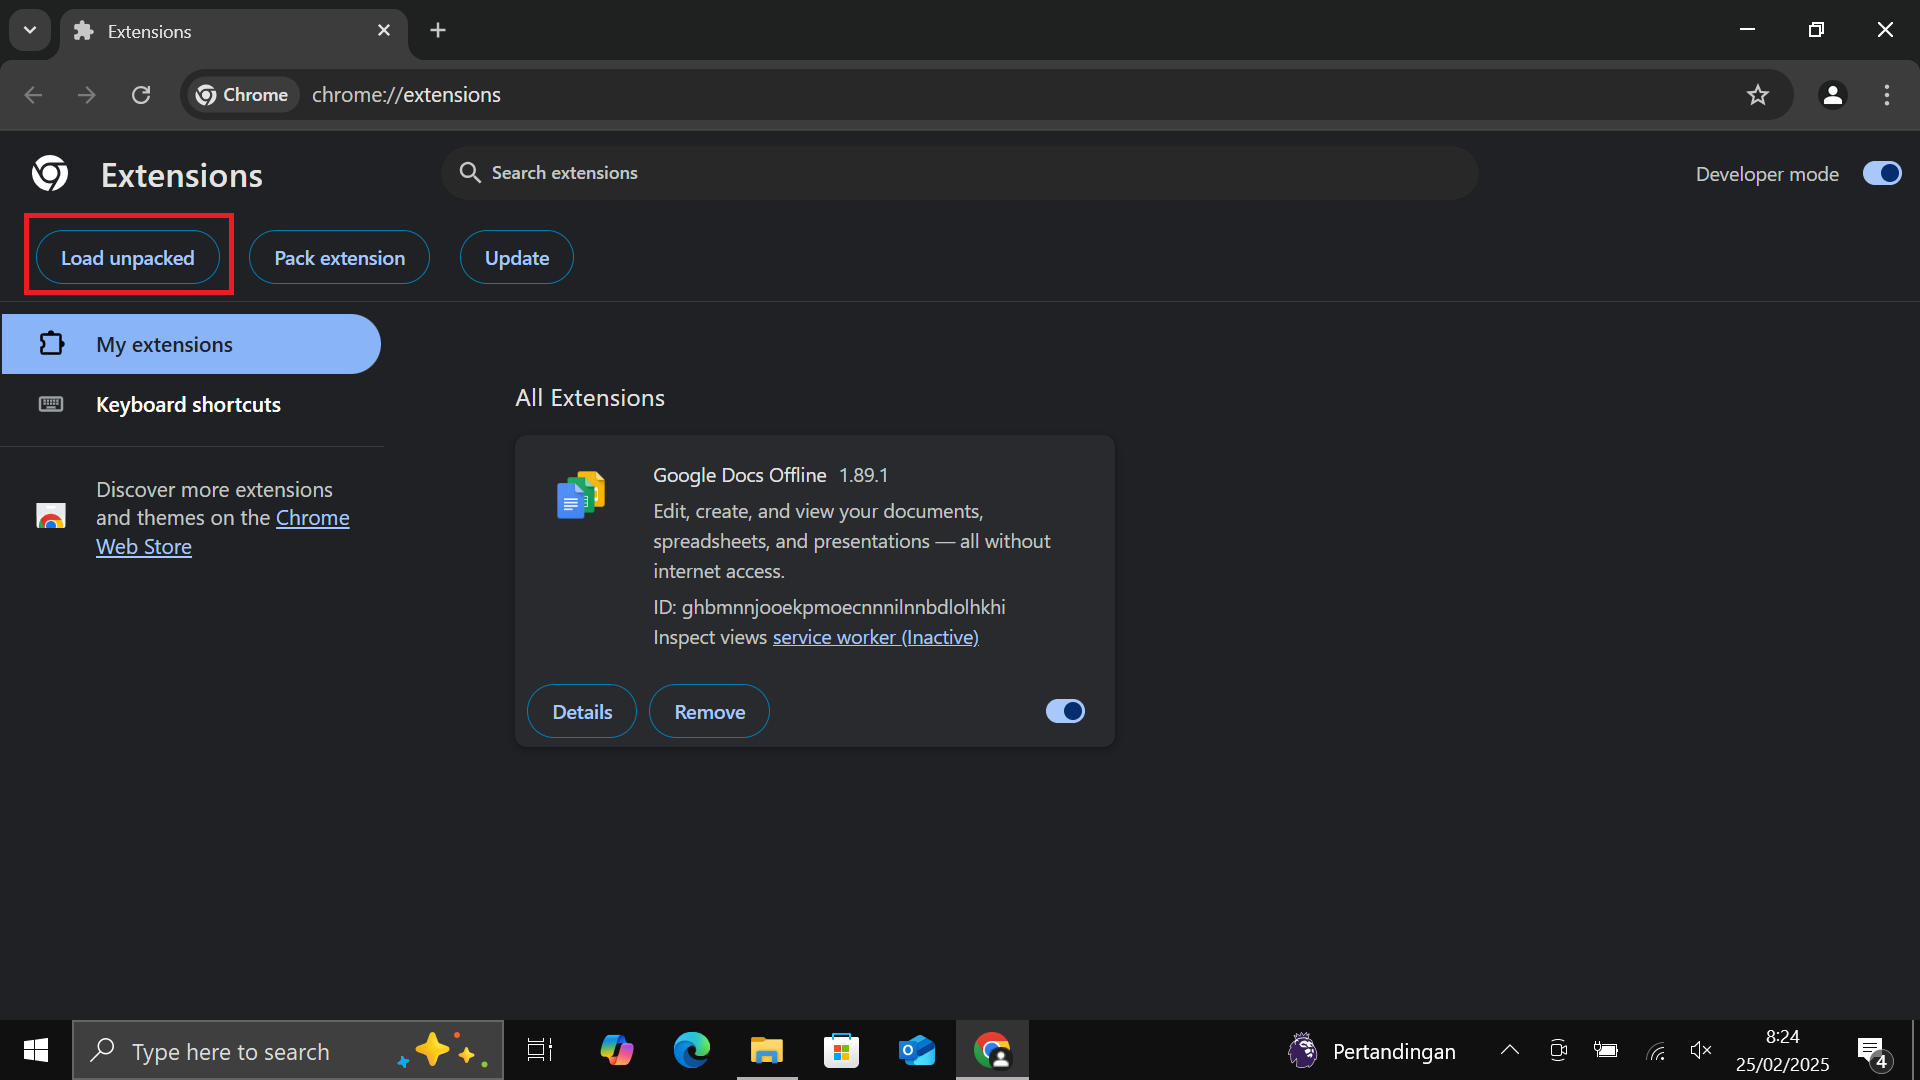 Extensions
Chrome
chrome://extensions
Extensions
Search extensions
Developer mode
Load unpacked
Pack extension
Update
My extensions
Keyboard shortcuts
Discover more extensions
and themes on the Chrome
Web Store
All Extensions
Google Docs Offline 1.89.1
Edit, create, and view your documents,
spreadsheets, and presentations — all without
internet access.
ID: ghbmnnjooekpmoecnnnilnnbdlolhkhi
Inspect views service worker (Inactive)
Details
Remove
Type here to search
Pertandingan
8:24
25/02/2025
4